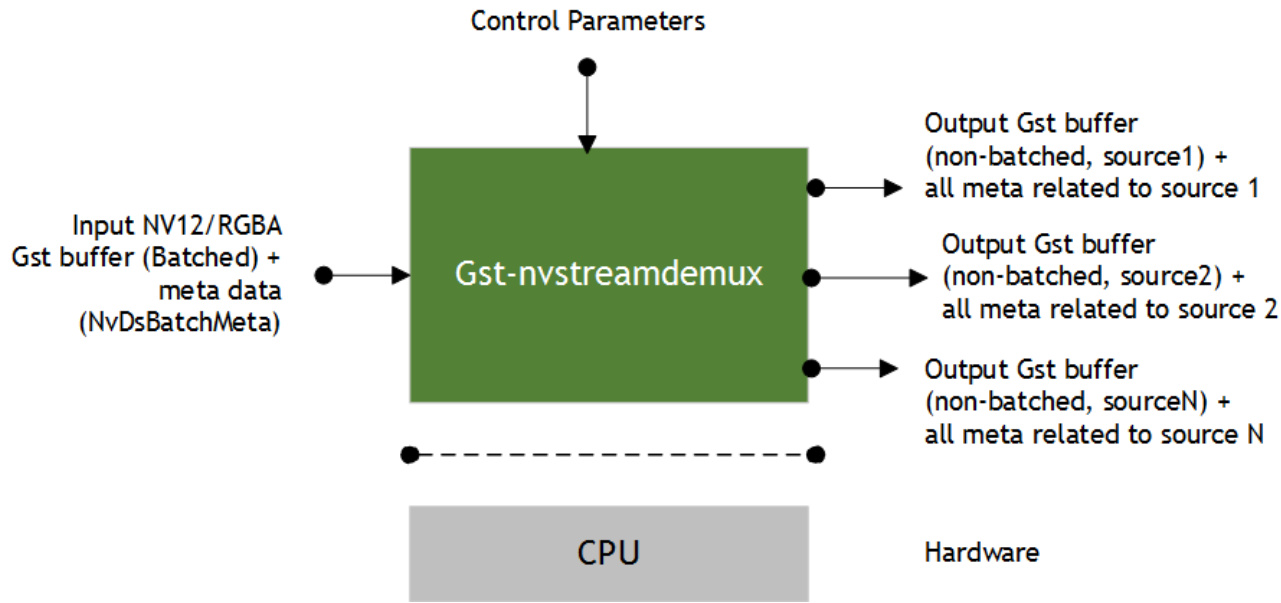 Control Parameters
Input NV12/RGBA
Gst buffer (Batched) +
meta data
(NvDsBatchMeta)
Gst-nvstreamdemux
Output Gst buffer
(non-batched, source1) +
all meta related to source 1
Output Gst buffer
(non-batched, source2) +
all meta related to source 2
Output Gst buffer
(non-batched, sourceN) +
all meta related to source N
CPU
Hardware